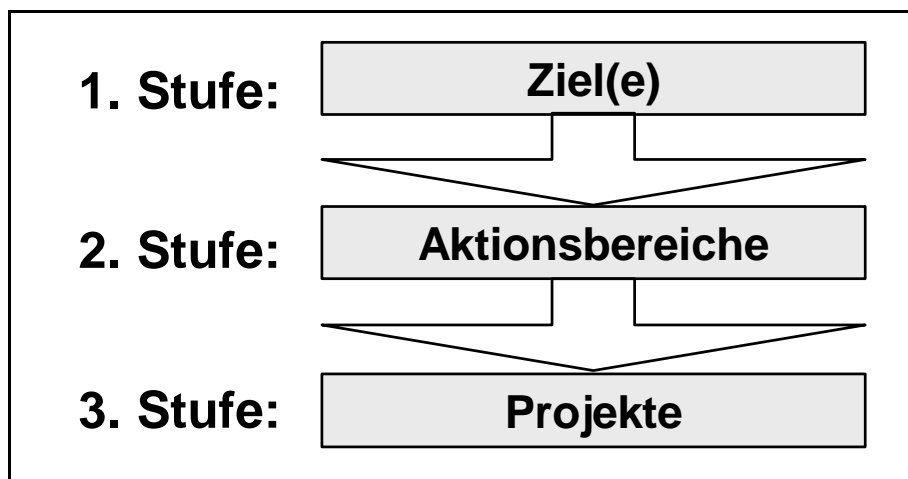 1. Stufe: Ziel(e)
2. Stufe: Aktionsbereiche
3. Stufe: Projekte